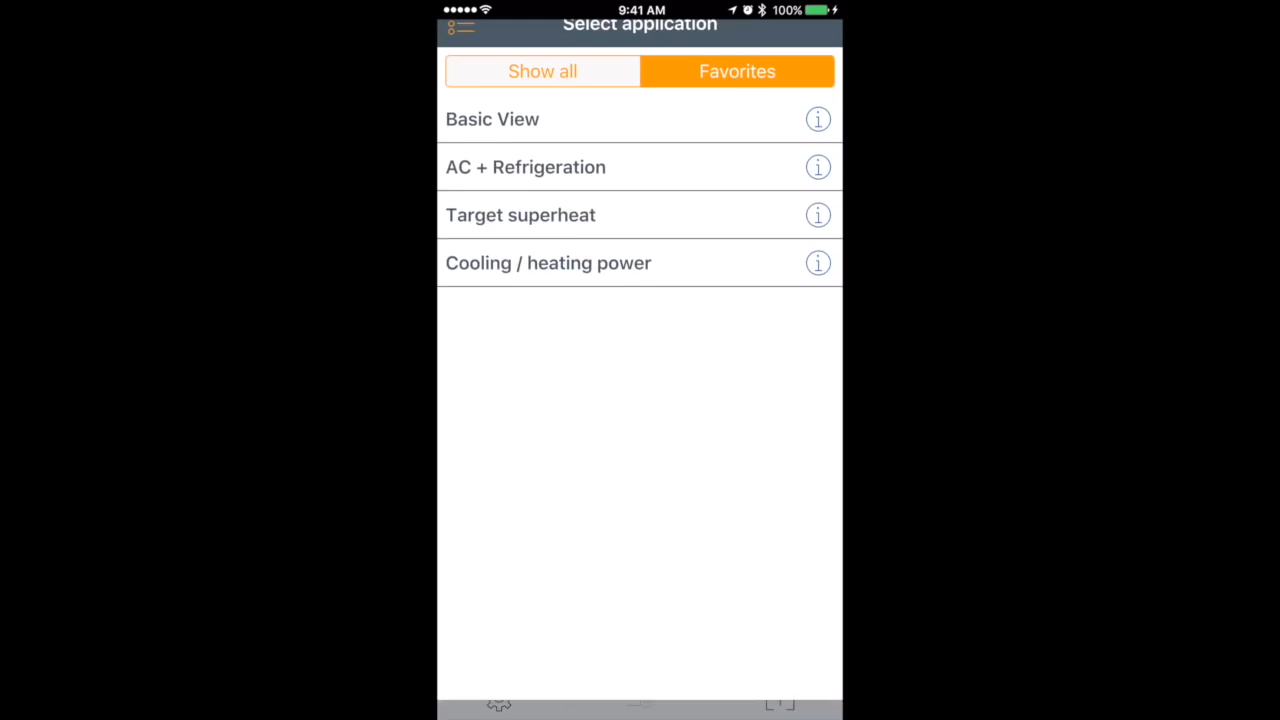 9:41 AM 100%
Select application
Show all Favorites
Basic View
AC + Refrigeration
Target superheat
Cooling / heating power